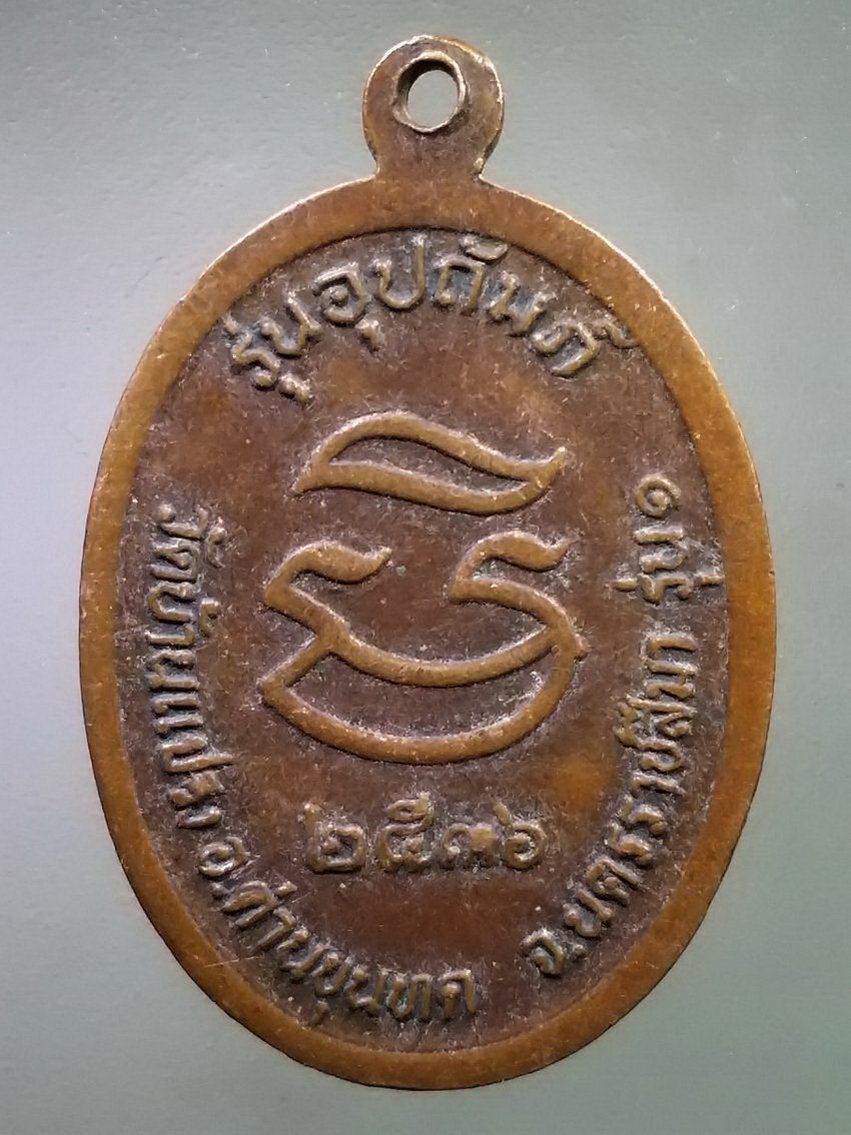 รุ่นอุปถัมภ์
๒๕๓๖
วัดบ้านแปรง อ.ด่านขุนทด จ.นครราชสีมา รุ่น ๑